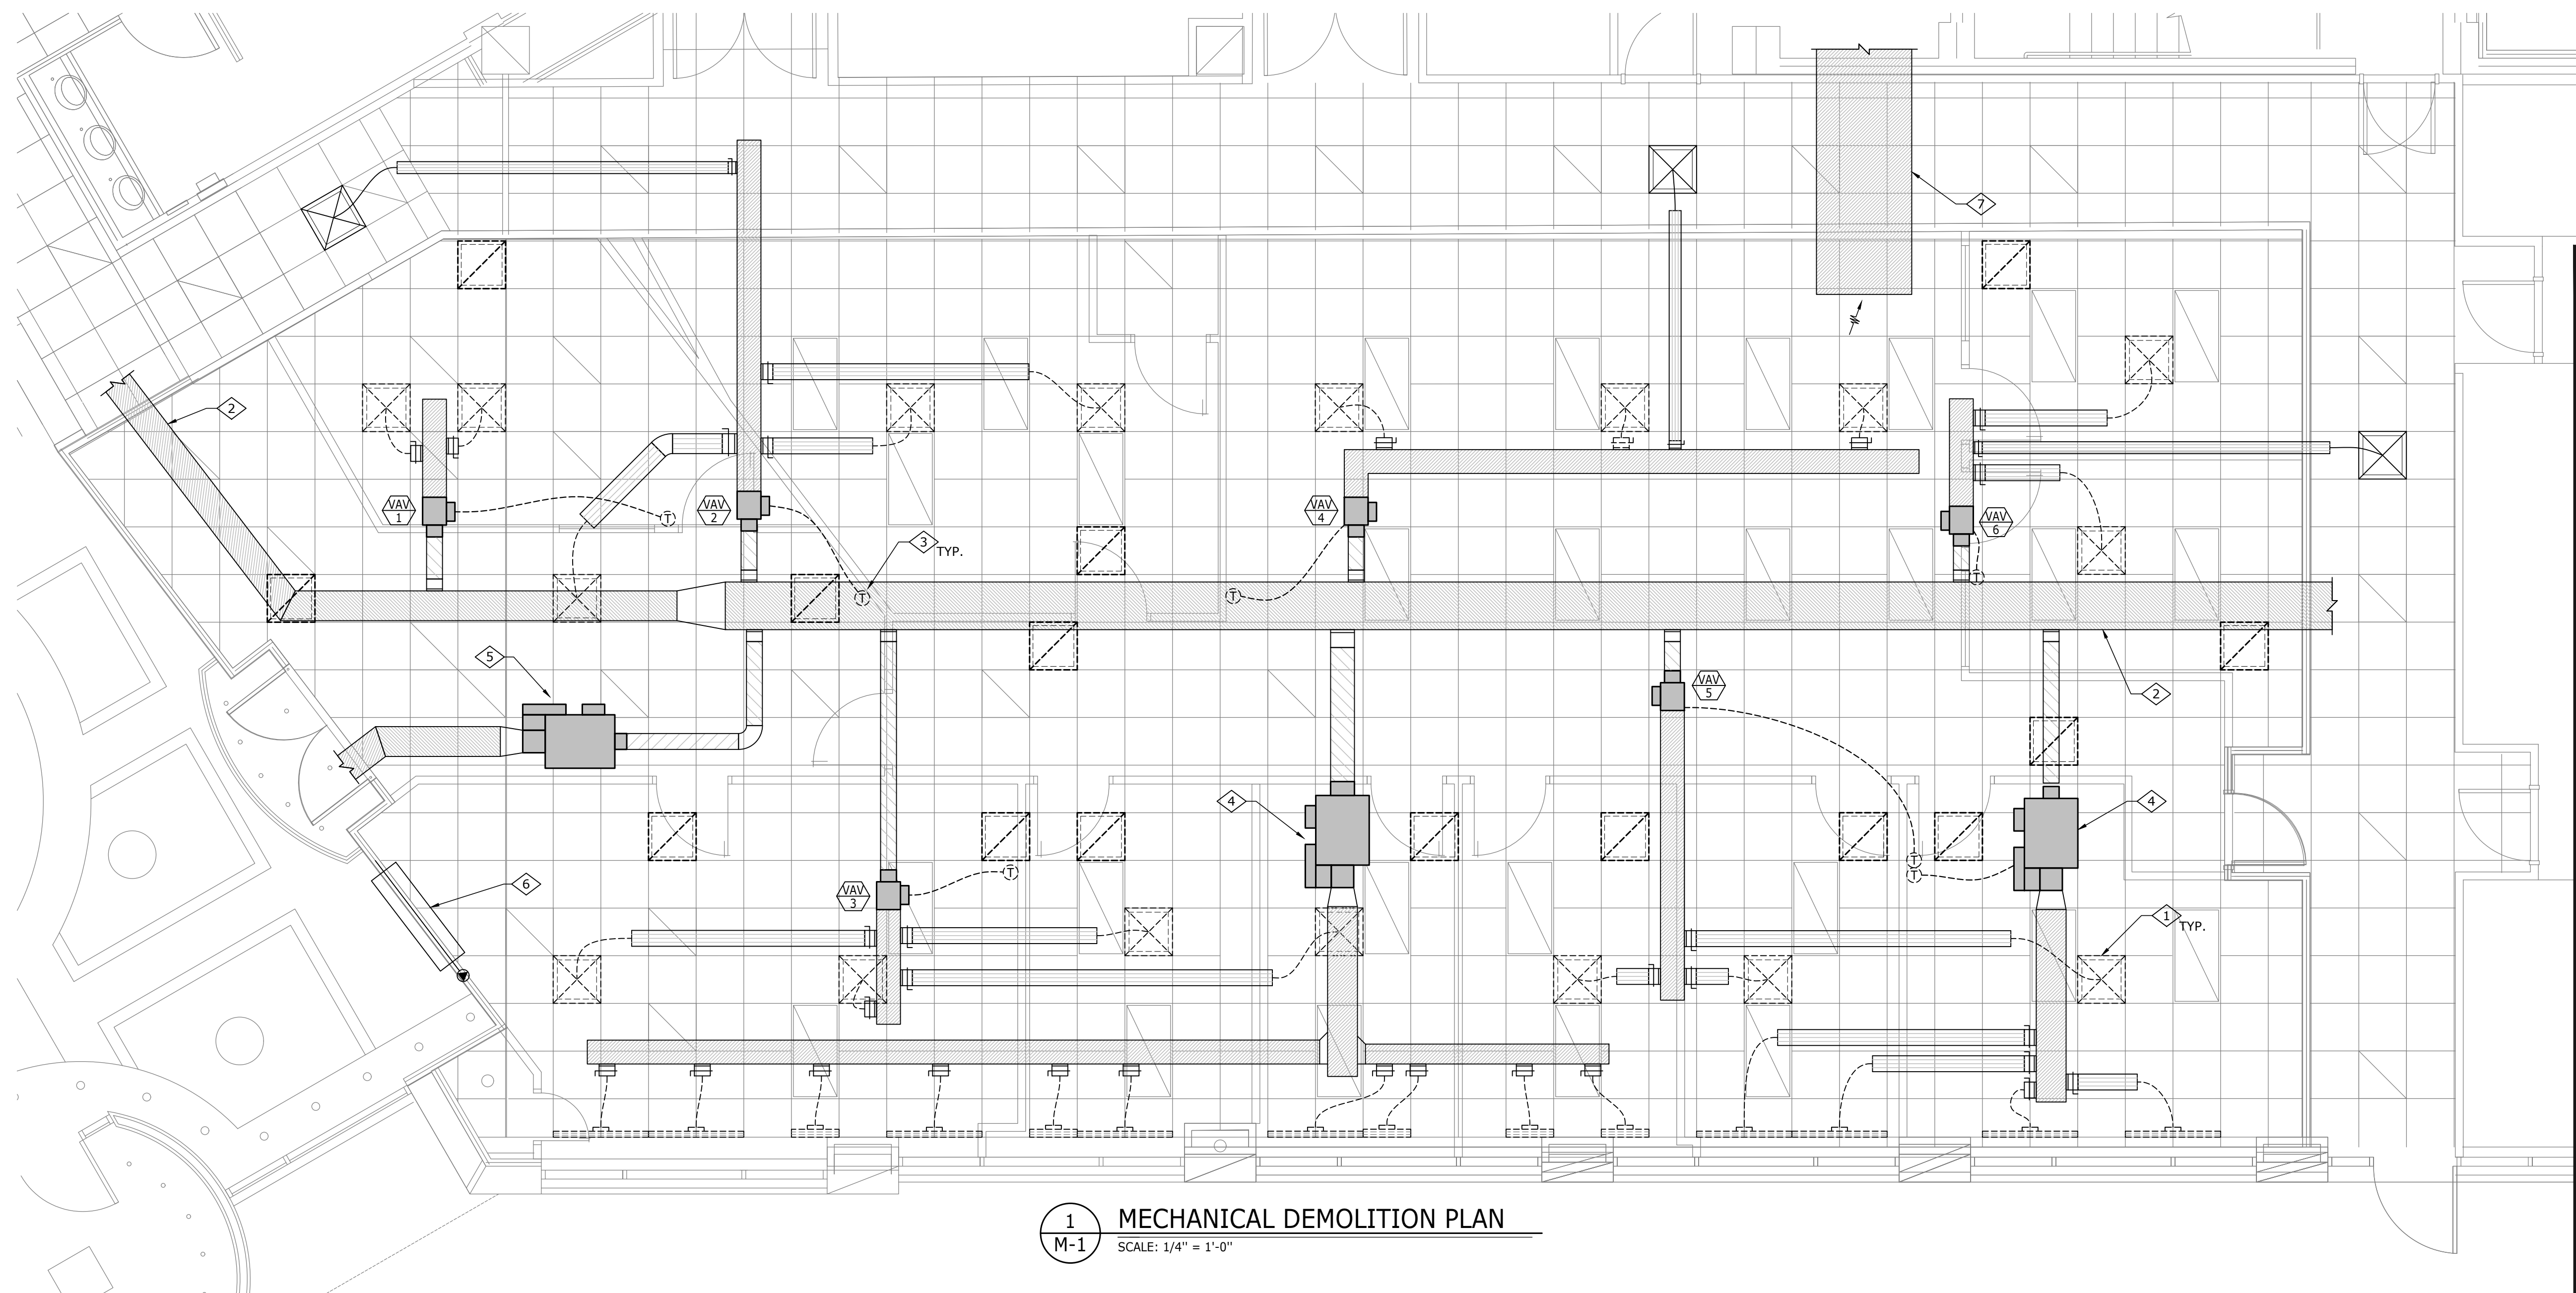 7
2
VAV
1
VAV
2
VAV
4
VAV
6
T
T
T
T
3
TYP.
5
VAV
5
2
4
4
6
VAV
3
T
T
T
1
TYP.
1
M-1
MECHANICAL DEMOLITION PLAN
SCALE: 1/4" = 1'-0"